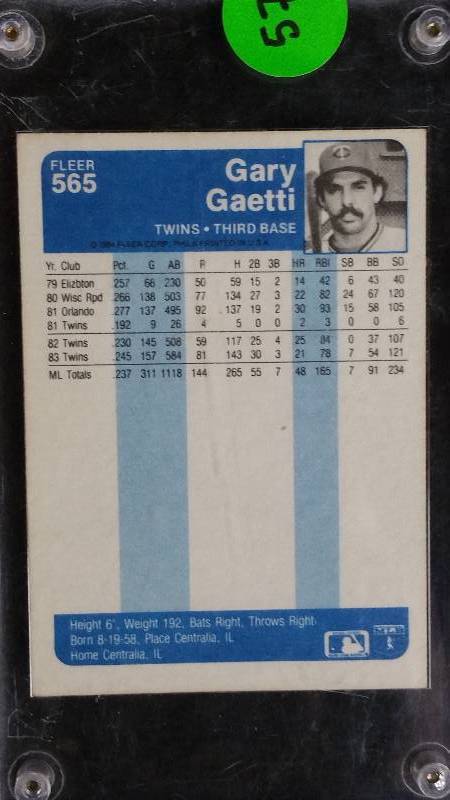 25
FLEER
565
Gary
Gaetti
TWINS • THIRD BASE
© 1984 FLEER CORP. PHILA PRINTED IN U.S.A.
Yr. Club Pct. G AB R H 2B 3B HR RBI SB BB SO
79 Elizbton .257 66 230 50 59 15 2 14 42 6 43 40
80 Wisc Rpd .266 138 503 77 134 27 3 22 82 24 67 120
81 Orlando .277 137 495 92 137 19 2 30 93 15 58 105
81 Twins .192 9 26 4 5 0 0 2 3 0 0 6
82 Twins .230 145 508 59 117 25 4 25 84 0 37 107
83 Twins .245 157 584 81 143 30 3 21 78 7 54 121
ML Totals .237 311 1118 144 265 55 7 48 165 7 91 234
Height 6', Weight 192, Bats Right, Throws Right
Born 8-19-58, Place Centralia, IL
Home Centralia, IL